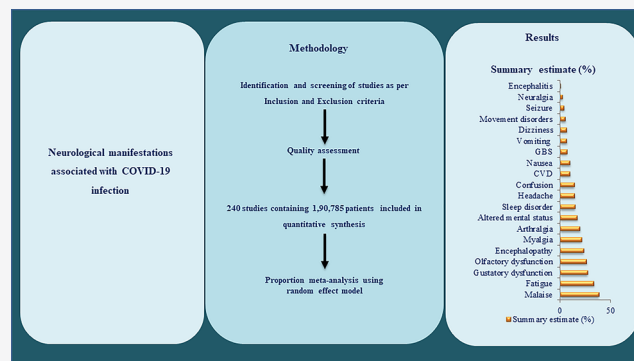 Neurological manifestations
associated with COVID-19
infection
Methodology
Identification and screening of studies as per
Inclusion and Exclusion criteria
Quality assessment
240 studies containing 1,90,785 patients included in
quantitative synthesis
Proportion meta-analysis using
random effect model
Results
Summary estimate (%)
Encephalitis
Neuralgia
Seizure
Movement disorders
Dizziness
Vomiting
GBS
Nausea
CVD
Confusion
Headache
Sleep disorder
Altered mental status
Arthralgia
Myalgia
Encephalopathy
Olfactory dysfunction
Gustatory dysfunction
Fatigue
Malaise
0 50
Summary estimate (%)